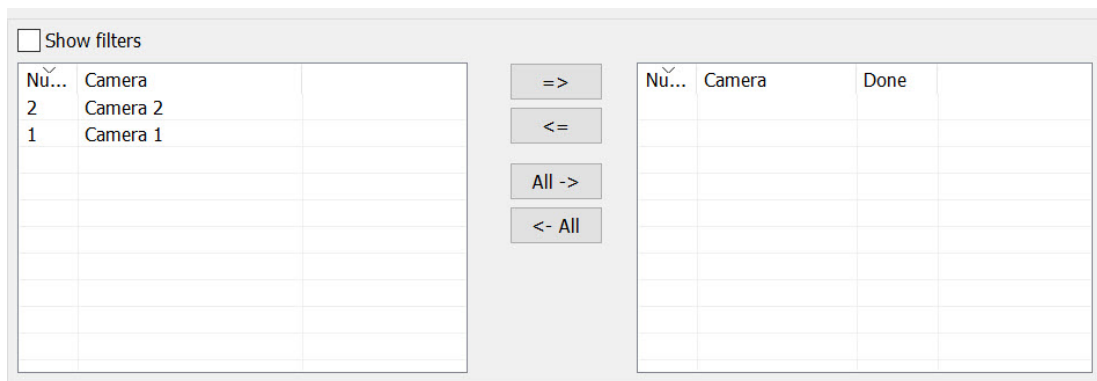 Show filters
Nu... Camera
2 Camera 2
1 Camera 1
=>
<=
All ->
<- All
Nu... Camera Done